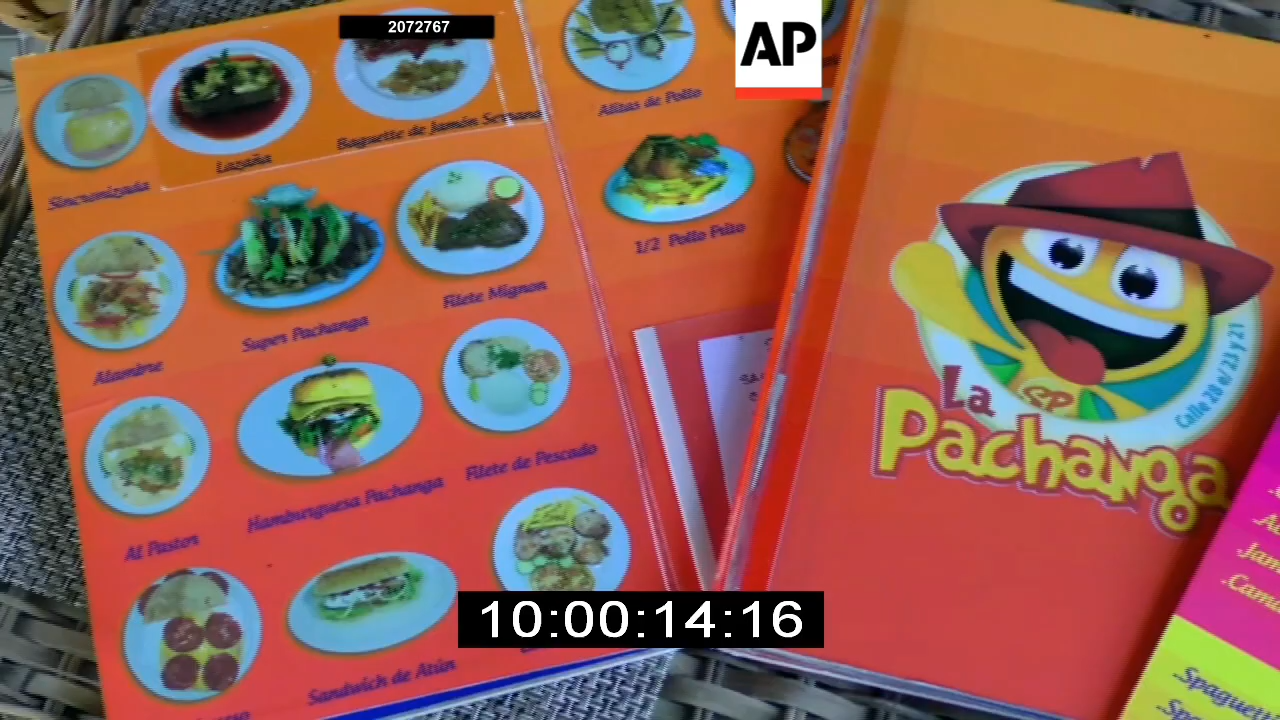 2072767
AP
Sincronizada
Lazaña
Baguette de Jamón Serrano
Alitas de Pollo
Alambre
Super Pachanga
Filete Mignon
1/2 Pollo Frito
Al Pastor
Hamburguesa Pachanga
Filete de Pescado
Sandwich de Atún
SP
Calle 28 e/ 23 y 21
La
Pachanga
10:00:14:16